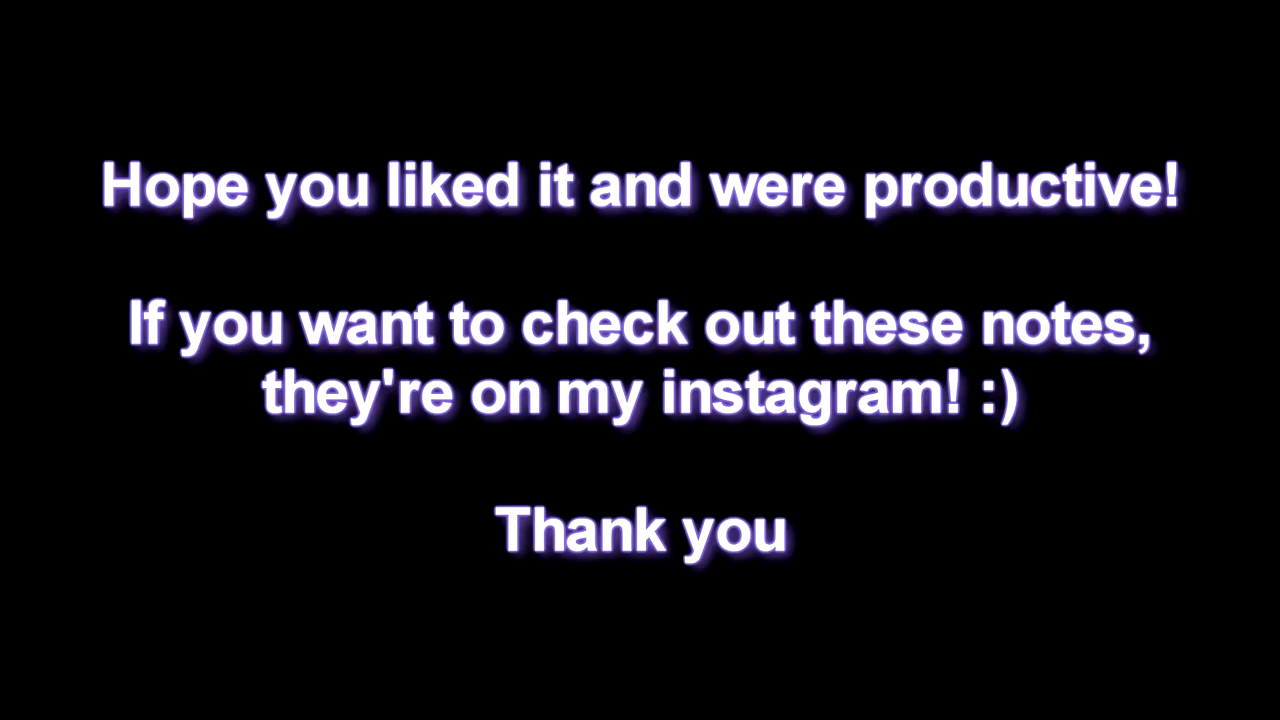 Hope you liked it and were productive!
If you want to check out these notes,
they're on my instagram! :)
Thank you